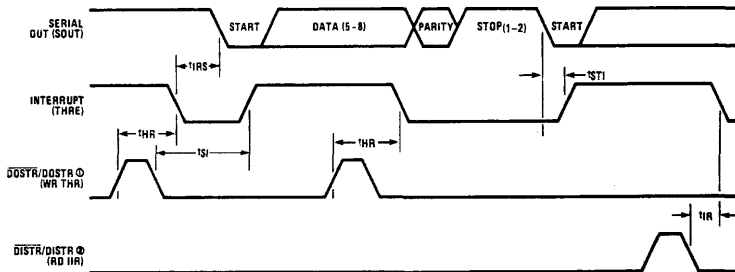 SERIAL
OUT (SOUT)
START
DATA (5-8)
PARITY
STOP(1-2)
START
tIRS
tSTI
INTERRUPT
(THRE)
tHR
tSI
tHR
DOSTR/DOSTR ①
(WR THR)
tIR
DISTR/DISTR ②
(RD IIR)